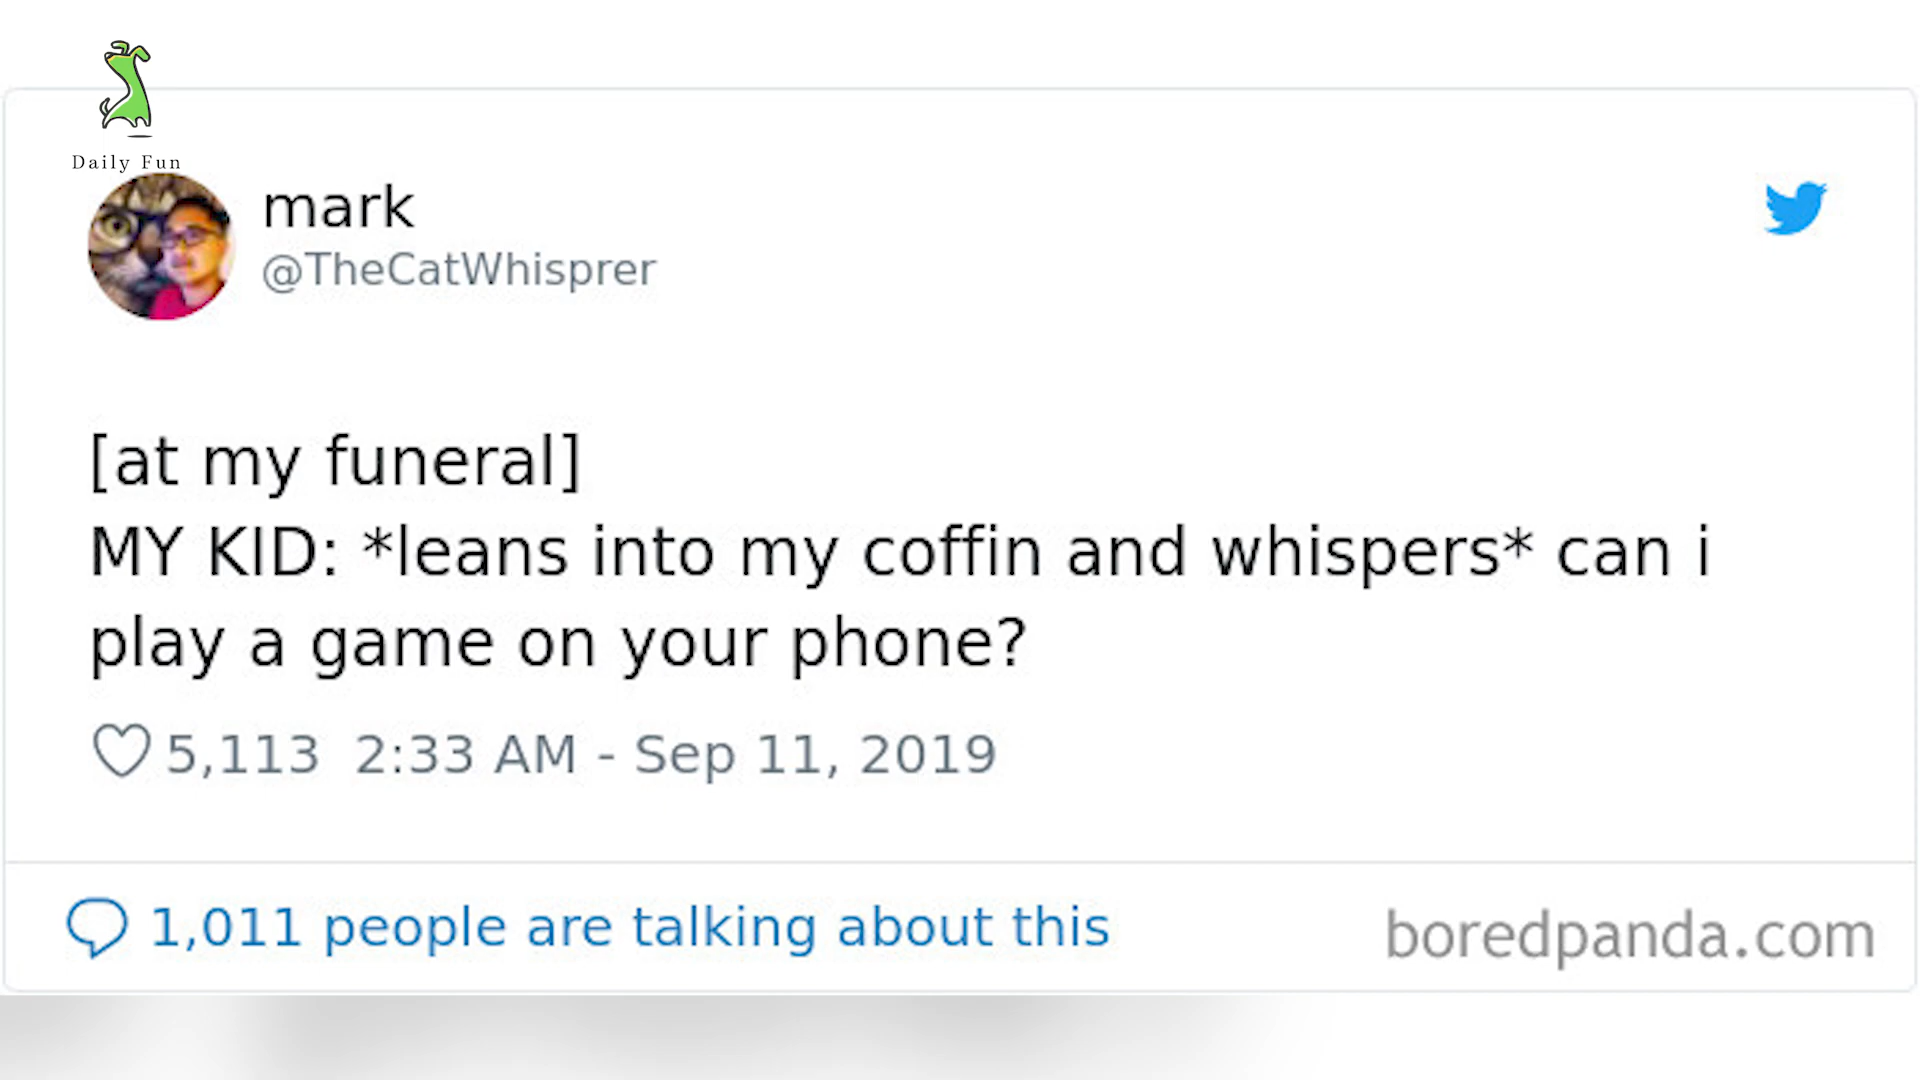 Daily Fun
mark
@TheCatWhisprer
[at my funeral]
MY KID: *leans into my coffin and whispers* can i
play a game on your phone?
5,113 2:33 AM - Sep 11, 2019
1,011 people are talking about this
boredpanda.com